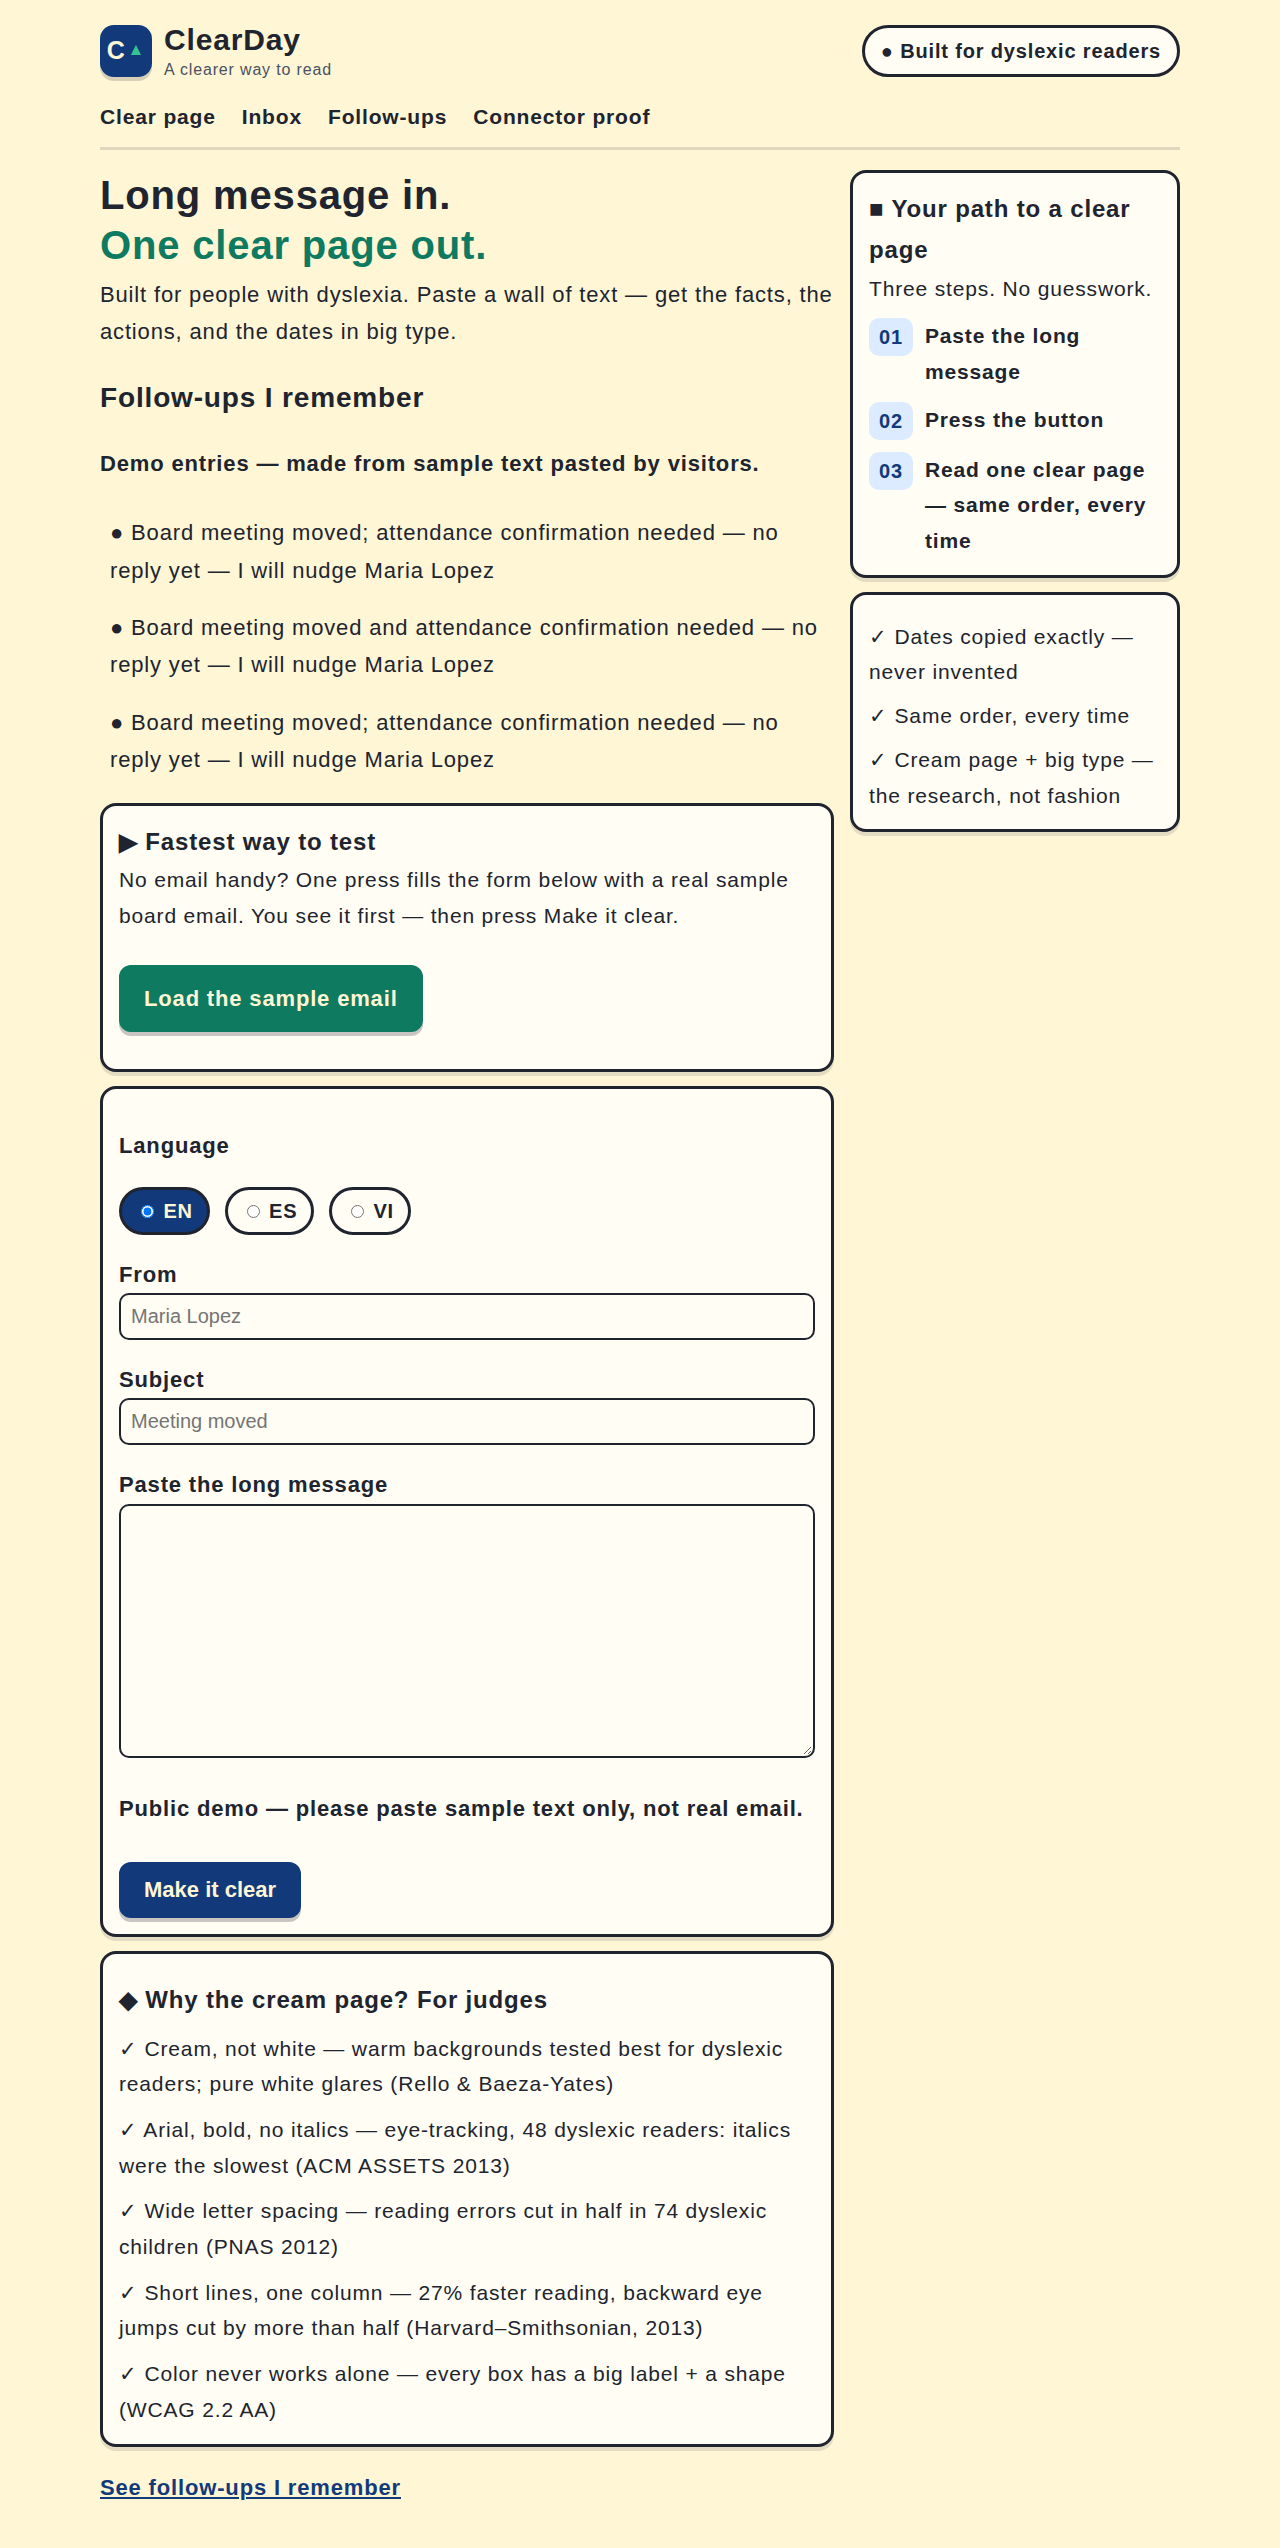 C▲ ClearDay
A clearer way to read
● Built for dyslexic readers
Clear page Inbox Follow-ups Connector proof
Long message in.
One clear page out.
Built for people with dyslexia. Paste a wall of text — get the facts, the
actions, and the dates in big type.
Follow-ups I remember
Demo entries — made from sample text pasted by visitors.
● Board meeting moved; attendance confirmation needed — no
reply yet — I will nudge Maria Lopez
● Board meeting moved and attendance confirmation needed — no
reply yet — I will nudge Maria Lopez
● Board meeting moved; attendance confirmation needed — no
reply yet — I will nudge Maria Lopez
▶ Fastest way to test
No email handy? One press fills the form below with a real sample
board email. You see it first — then press Make it clear.
Load the sample email
Language
EN ES VI
From
Maria Lopez
Subject
Meeting moved
Paste the long message
Public demo — please paste sample text only, not real email.
Make it clear
◆ Why the cream page? For judges
✓ Cream, not white — warm backgrounds tested best for dyslexic
readers; pure white glares (Rello & Baeza-Yates)
✓ Arial, bold, no italics — eye-tracking, 48 dyslexic readers: italics
were the slowest (ACM ASSETS 2013)
✓ Wide letter spacing — reading errors cut in half in 74 dyslexic
children (PNAS 2012)
✓ Short lines, one column — 27% faster reading, backward eye
jumps cut by more than half (Harvard–Smithsonian, 2013)
✓ Color never works alone — every box has a big label + a shape
(WCAG 2.2 AA)
See follow-ups I remember
■ Your path to a clear
page
Three steps. No guesswork.
01 Paste the long
message
02 Press the button
03 Read one clear page
— same order, every
time
✓ Dates copied exactly —
never invented
✓ Same order, every time
✓ Cream page + big type —
the research, not fashion